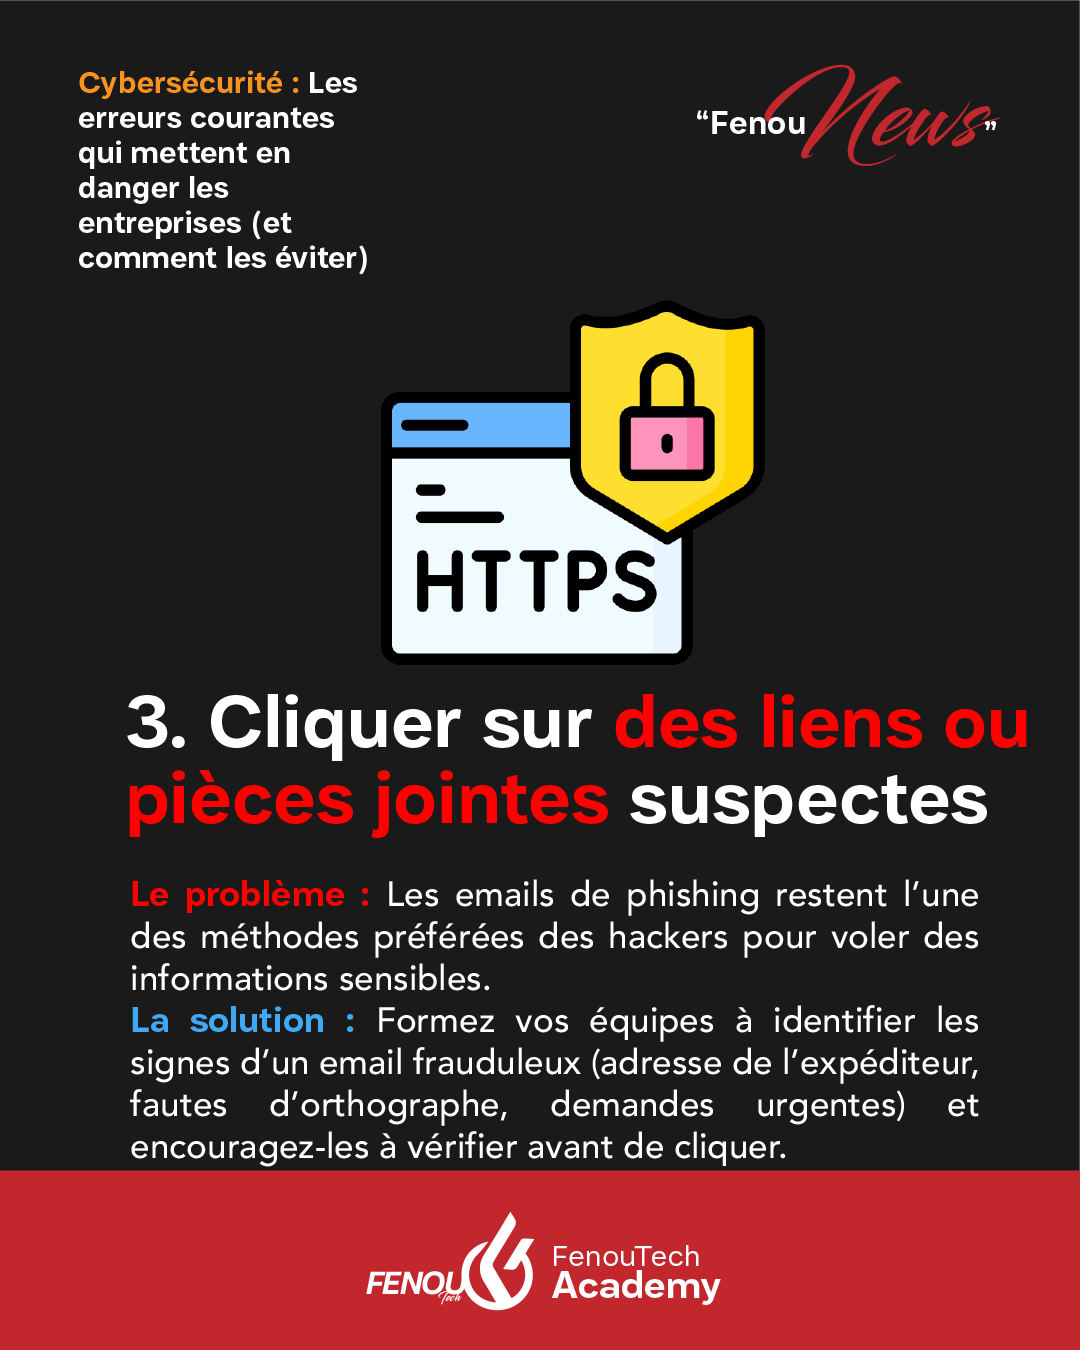 Cybersécurité : Les
erreurs courantes
qui mettent en
danger les
entreprises (et
comment les éviter)
“Fenou News”
HTTPS
3. Cliquer sur des liens ou
pièces jointes suspectes
Le problème : Les emails de phishing restent l’une
des méthodes préférées des hackers pour voler des
informations sensibles.
La solution : Formez vos équipes à identifier les
signes d’un email frauduleux (adresse de l’expéditeur,
fautes d’orthographe, demandes urgentes) et
encouragez-les à vérifier avant de cliquer.
FENOU
Tech
FenouTech
Academy